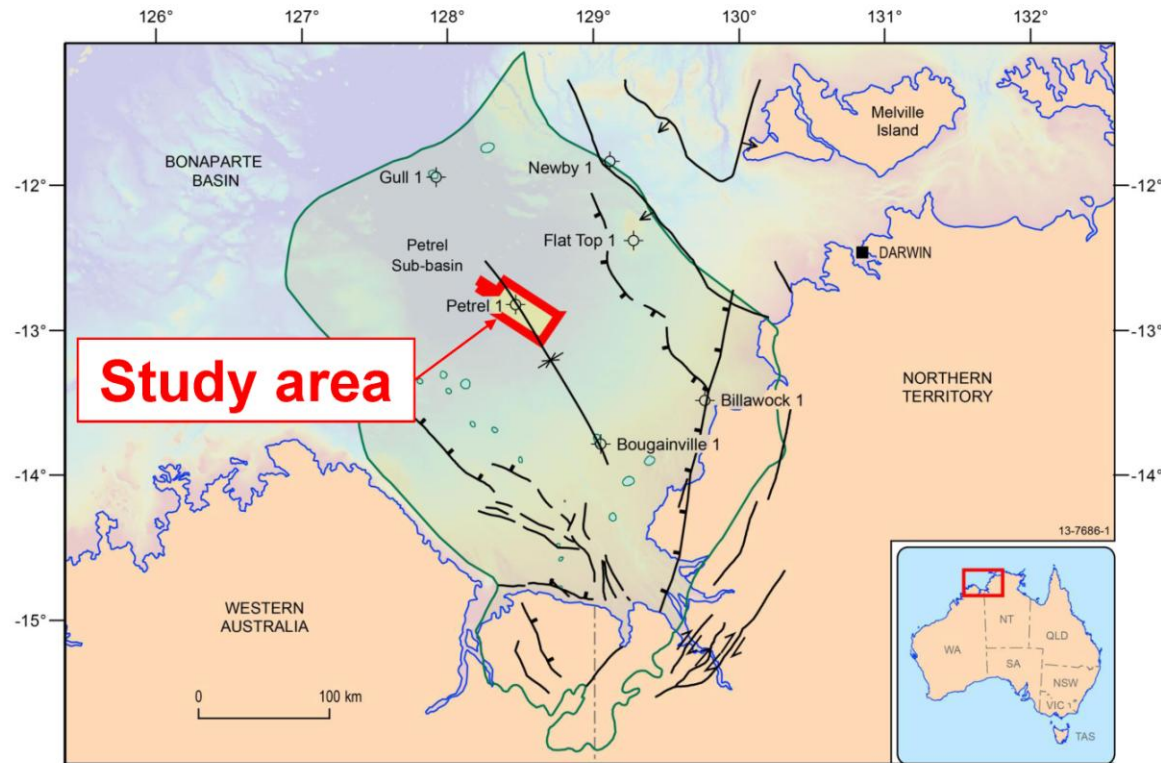 126
127
128
129
130
131
132
Melville
Island
BONAPARTE
BASIN
-12
Gull 1
Newby 1
-12
Flat Top 1
DARWIN
Petrel
Sub-basin
Petrel 1
-13
-13
Study area
NORTHERN
TERRITORY
Billawock 1
Bougainville 1
-14
-14
13-7686-1
WESTERN
AUSTRALIA
-15
0 100 km
NT
QLD
WA
SA
NSW
VIC
TAS